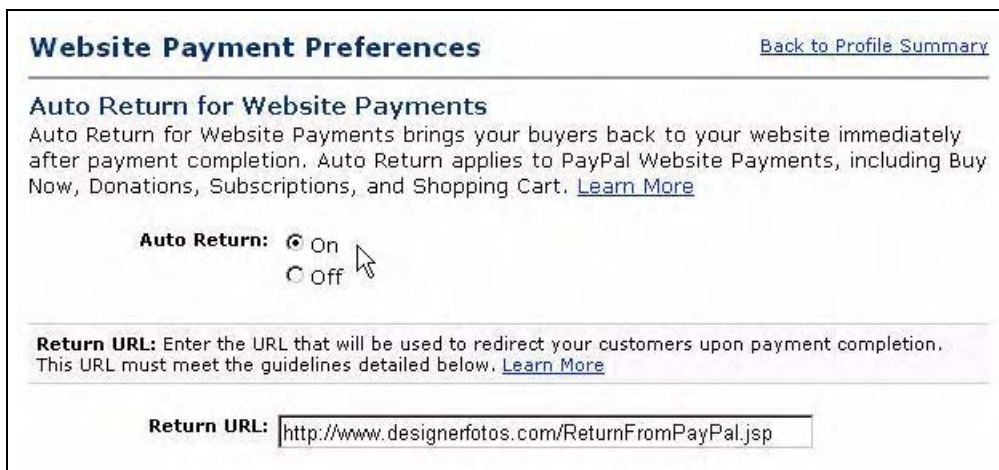 Website Payment Preferences
Back to Profile Summary
Auto Return for Website Payments
Auto Return for Website Payments brings your buyers back to your website immediately
after payment completion. Auto Return applies to PayPal Website Payments, including Buy
Now, Donations, Subscriptions, and Shopping Cart. Learn More
Auto Return: On
Off
Return URL: Enter the URL that will be used to redirect your customers upon payment completion.
This URL must meet the guidelines detailed below. Learn More
Return URL: http://www.designerfotos.com/ReturnFromPayPal.jsp